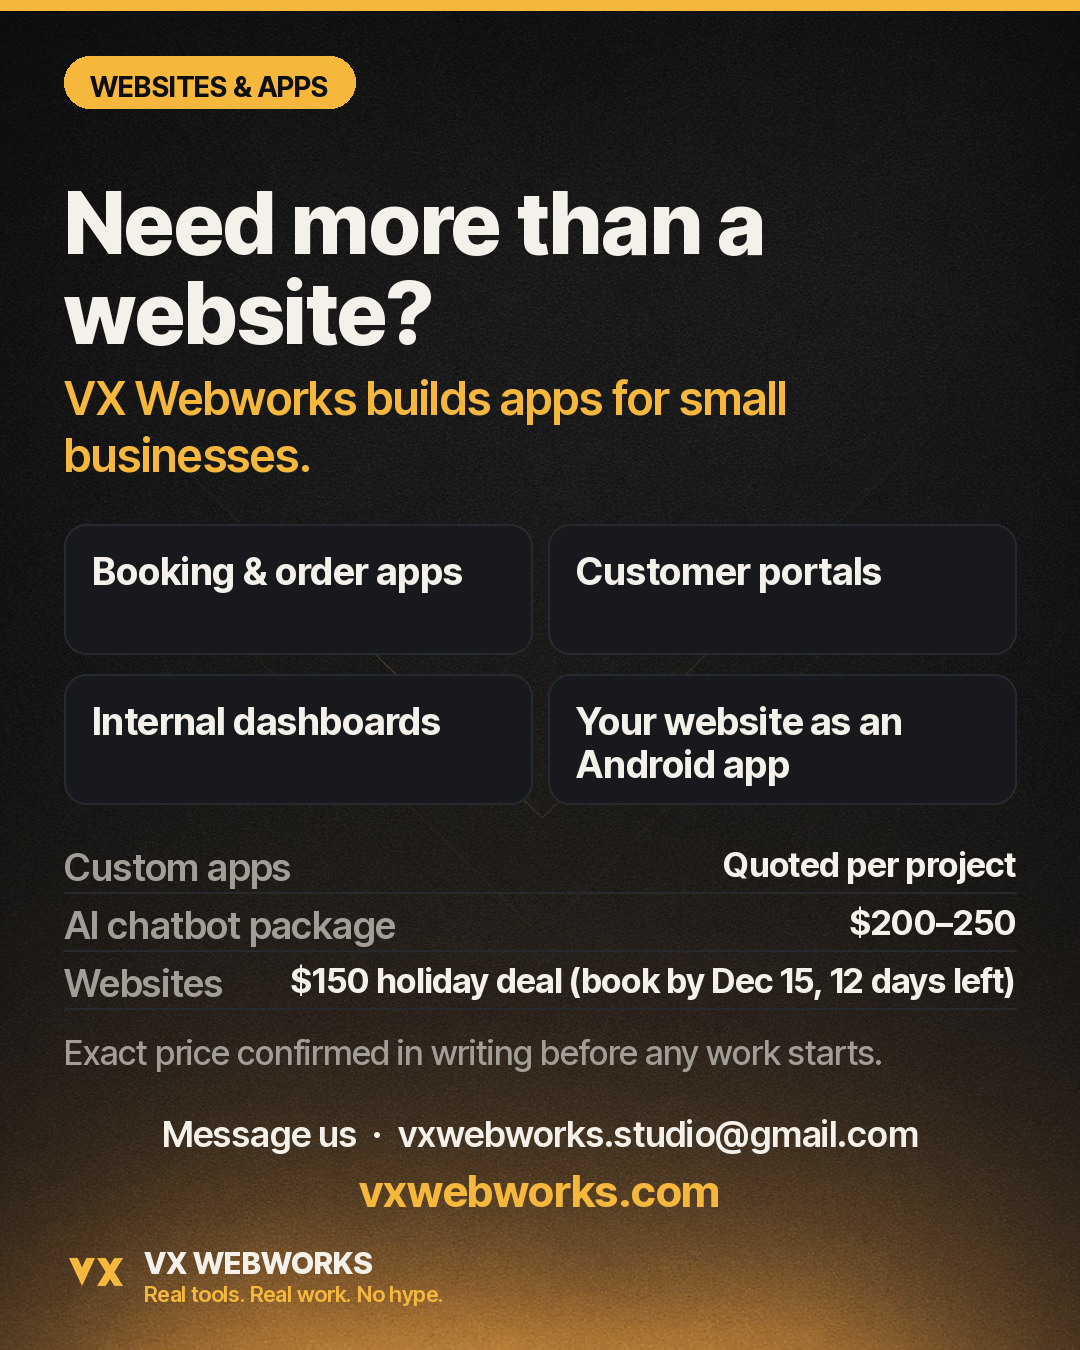 WEBSITES & APPS
Need more than a
website?
VX Webworks builds apps for small
businesses.
Booking & order apps
Customer portals
Internal dashboards
Your website as an
Android app
Custom apps Quoted per project
AI chatbot package $200–250
Websites $150 holiday deal (book by Dec 15, 12 days left)
Exact price confirmed in writing before any work starts.
Message us · vxwebworks.studio@gmail.com
vxwebworks.com
VX VX WEBWORKS
Real tools. Real work. No hype.